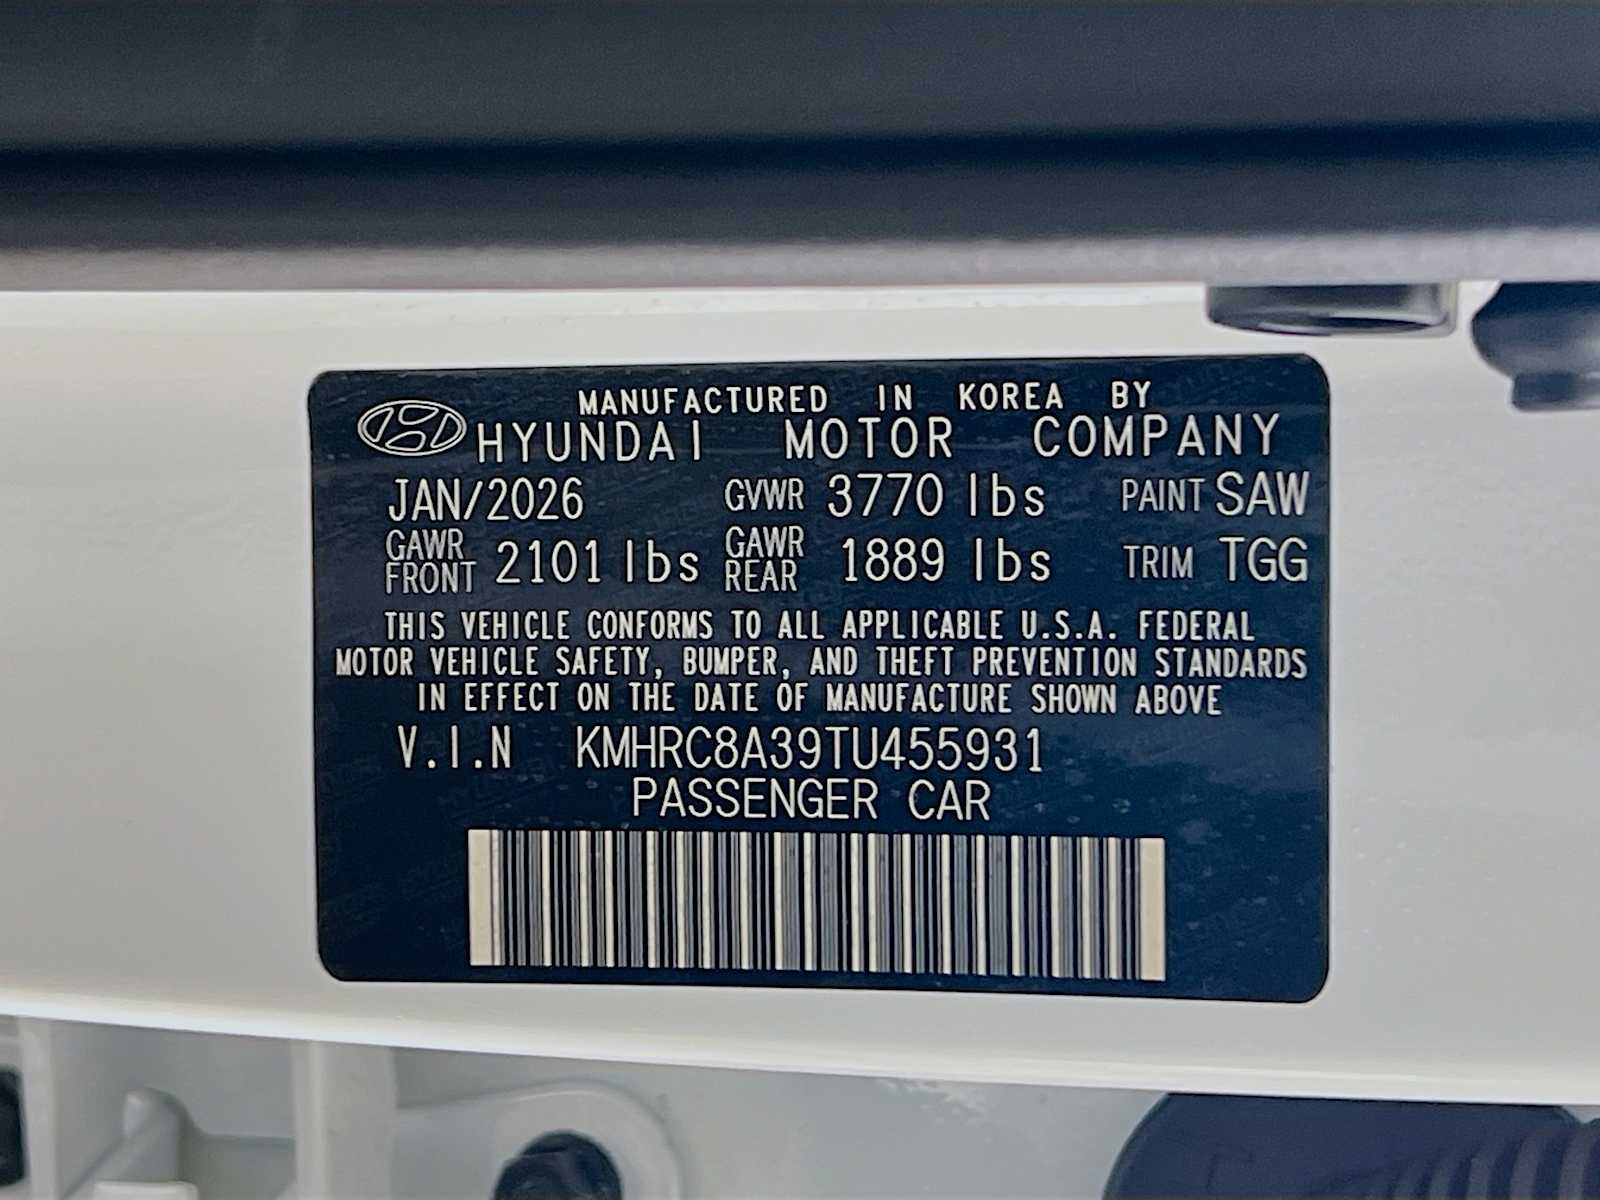 MANUFACTURED IN KOREA BY
HYUNDAI MOTOR COMPANY
JAN/2026 GVWR 3770 lbs PAINT SAW
GAWR FRONT 2101 lbs GAWR REAR 1889 lbs TRIM TGG
THIS VEHICLE CONFORMS TO ALL APPLICABLE U.S.A. FEDERAL
MOTOR VEHICLE SAFETY, BUMPER, AND THEFT PREVENTION STANDARDS
IN EFFECT ON THE DATE OF MANUFACTURE SHOWN ABOVE
V.I.N KMHRC8A39TU455931
PASSENGER CAR